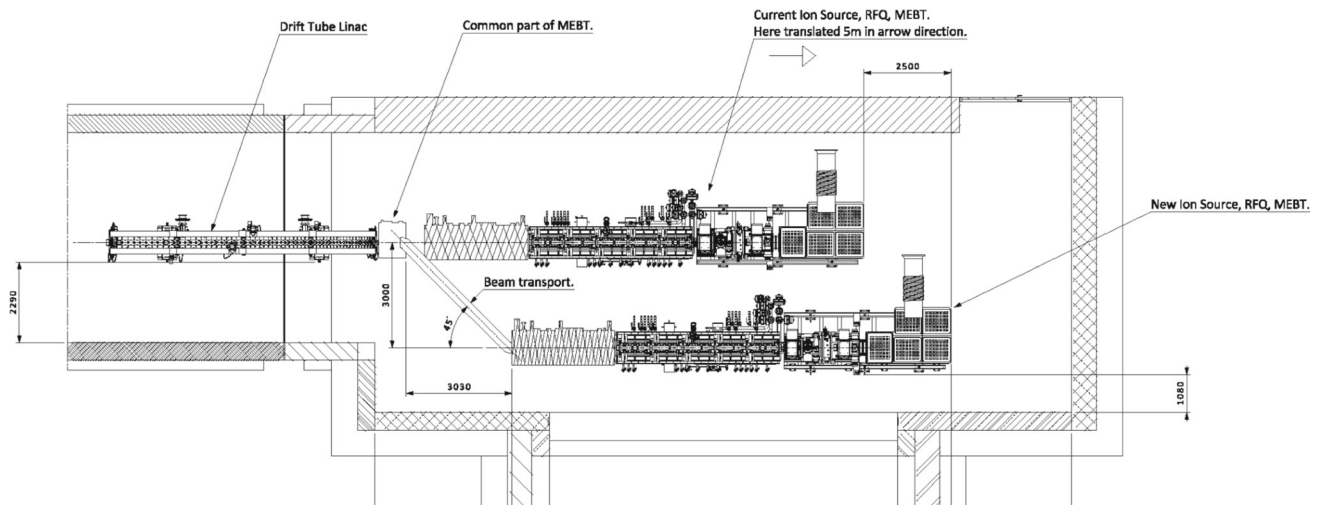 Drift Tube Linac
Common part of MEBT.
Current Ion Source, RFQ, MEBT.
Here translated 5m in arrow direction.
2500
New Ion Source, RFQ, MEBT.
2290
3000
Beam transport.
45°
3030
1080